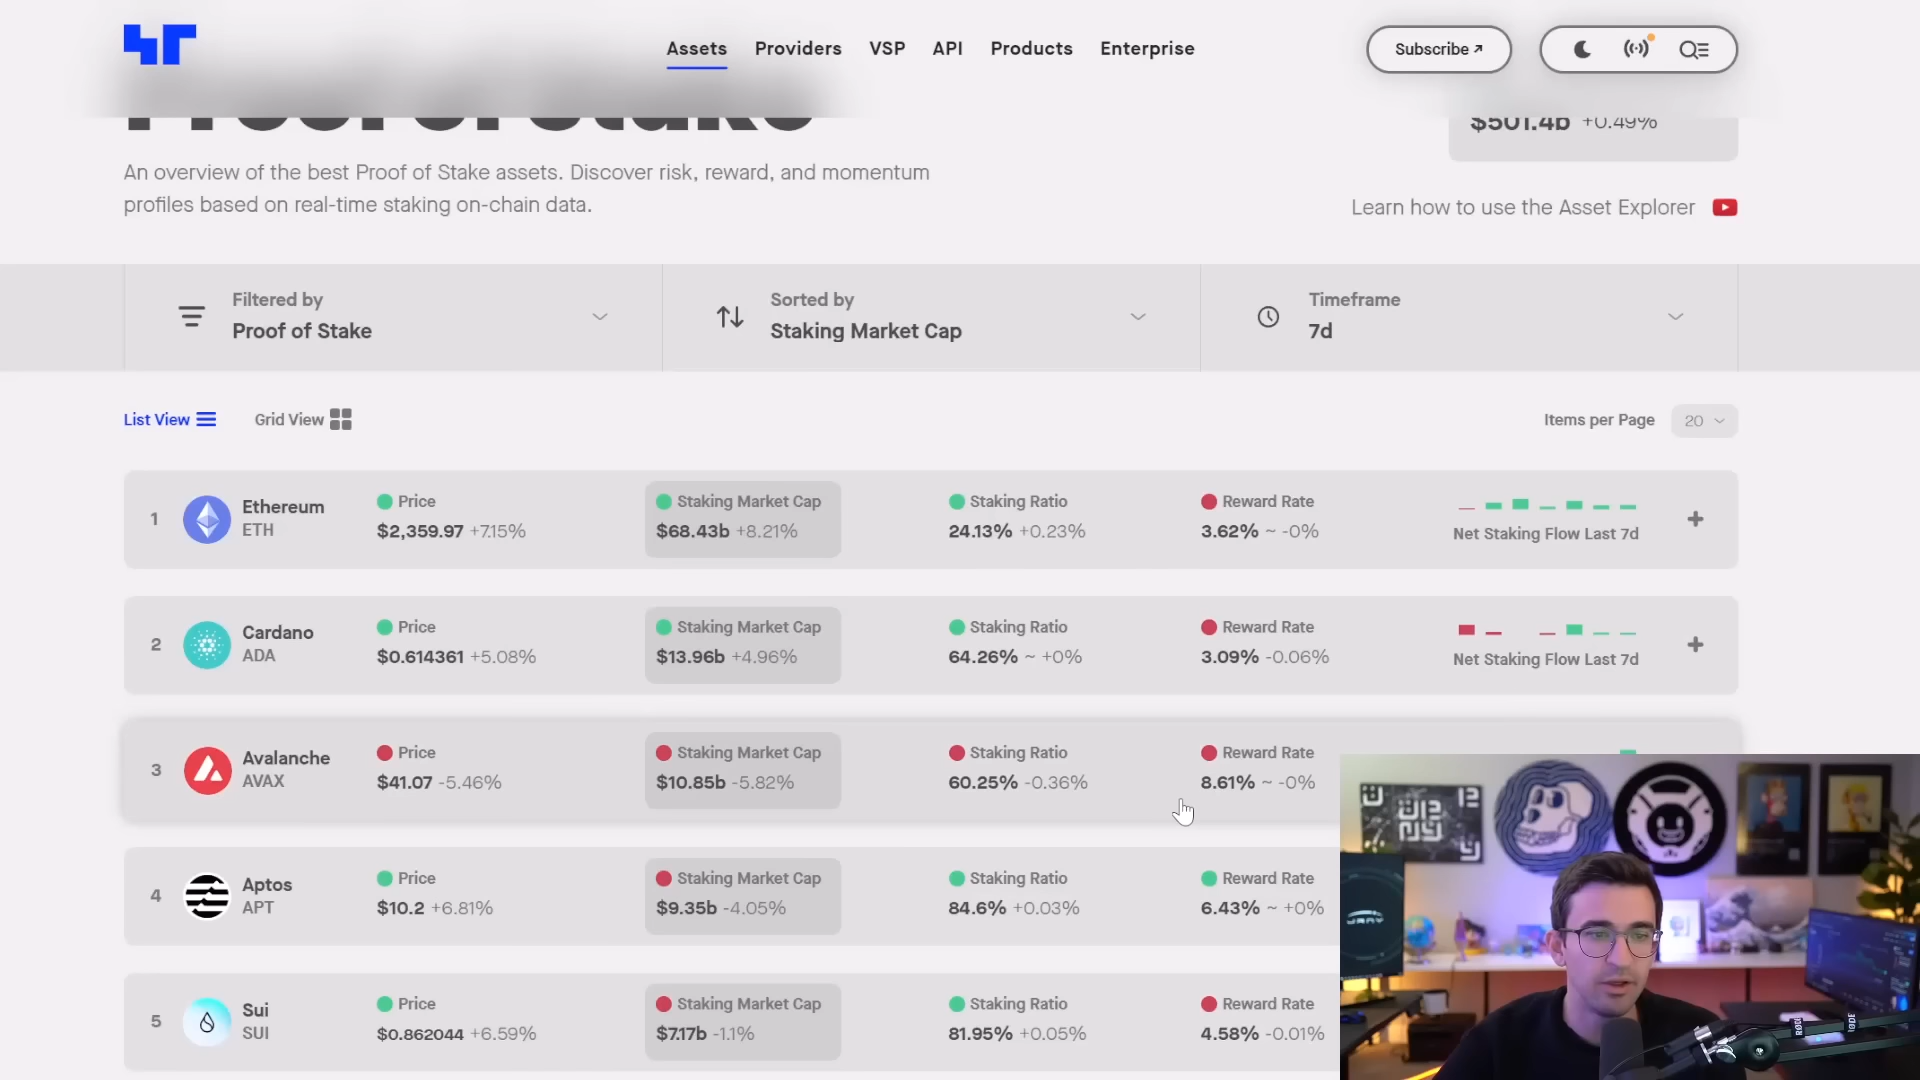 Assets
Providers
VSP
API
Products
Enterprise
Subscribe
Proof of Stake
$501.4b +0.49%
An overview of the best Proof of Stake assets. Discover risk, reward, and momentum
profiles based on real-time staking on-chain data.
Learn how to use the Asset Explorer
Filtered by
Proof of Stake
Sorted by
Staking Market Cap
Timeframe
7d
List View
Grid View
Items per Page
20
1
Ethereum
ETH
Price
$2,359.97 +7.15%
Staking Market Cap
$68.43b +8.21%
Staking Ratio
24.13% +0.23%
Reward Rate
3.62% ~ -0%
Net Staking Flow Last 7d
2
Cardano
ADA
Price
$0.614361 +5.08%
Staking Market Cap
$13.96b +4.96%
Staking Ratio
64.26% ~ +0%
Reward Rate
3.09% -0.06%
Net Staking Flow Last 7d
3
Avalanche
AVAX
Price
$41.07 -5.46%
Staking Market Cap
$10.85b -5.82%
Staking Ratio
60.25% -0.36%
Reward Rate
8.61% ~ -0%
4
Aptos
APT
Price
$10.2 +6.81%
Staking Market Cap
$9.35b -4.05%
Staking Ratio
84.6% +0.03%
Reward Rate
6.43% ~ +0%
5
Sui
SUI
Price
$0.862044 +6.59%
Staking Market Cap
$7.17b -1.1%
Staking Ratio
81.95% +0.05%
Reward Rate
4.58% -0.01%
RØDE
RØDE